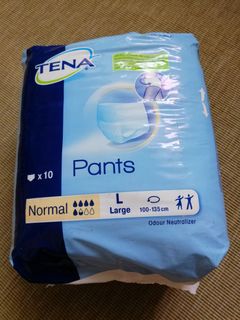 TENA
x 10
Pants
Normal
L
Large
100-135 cm
Odour Neutralizer